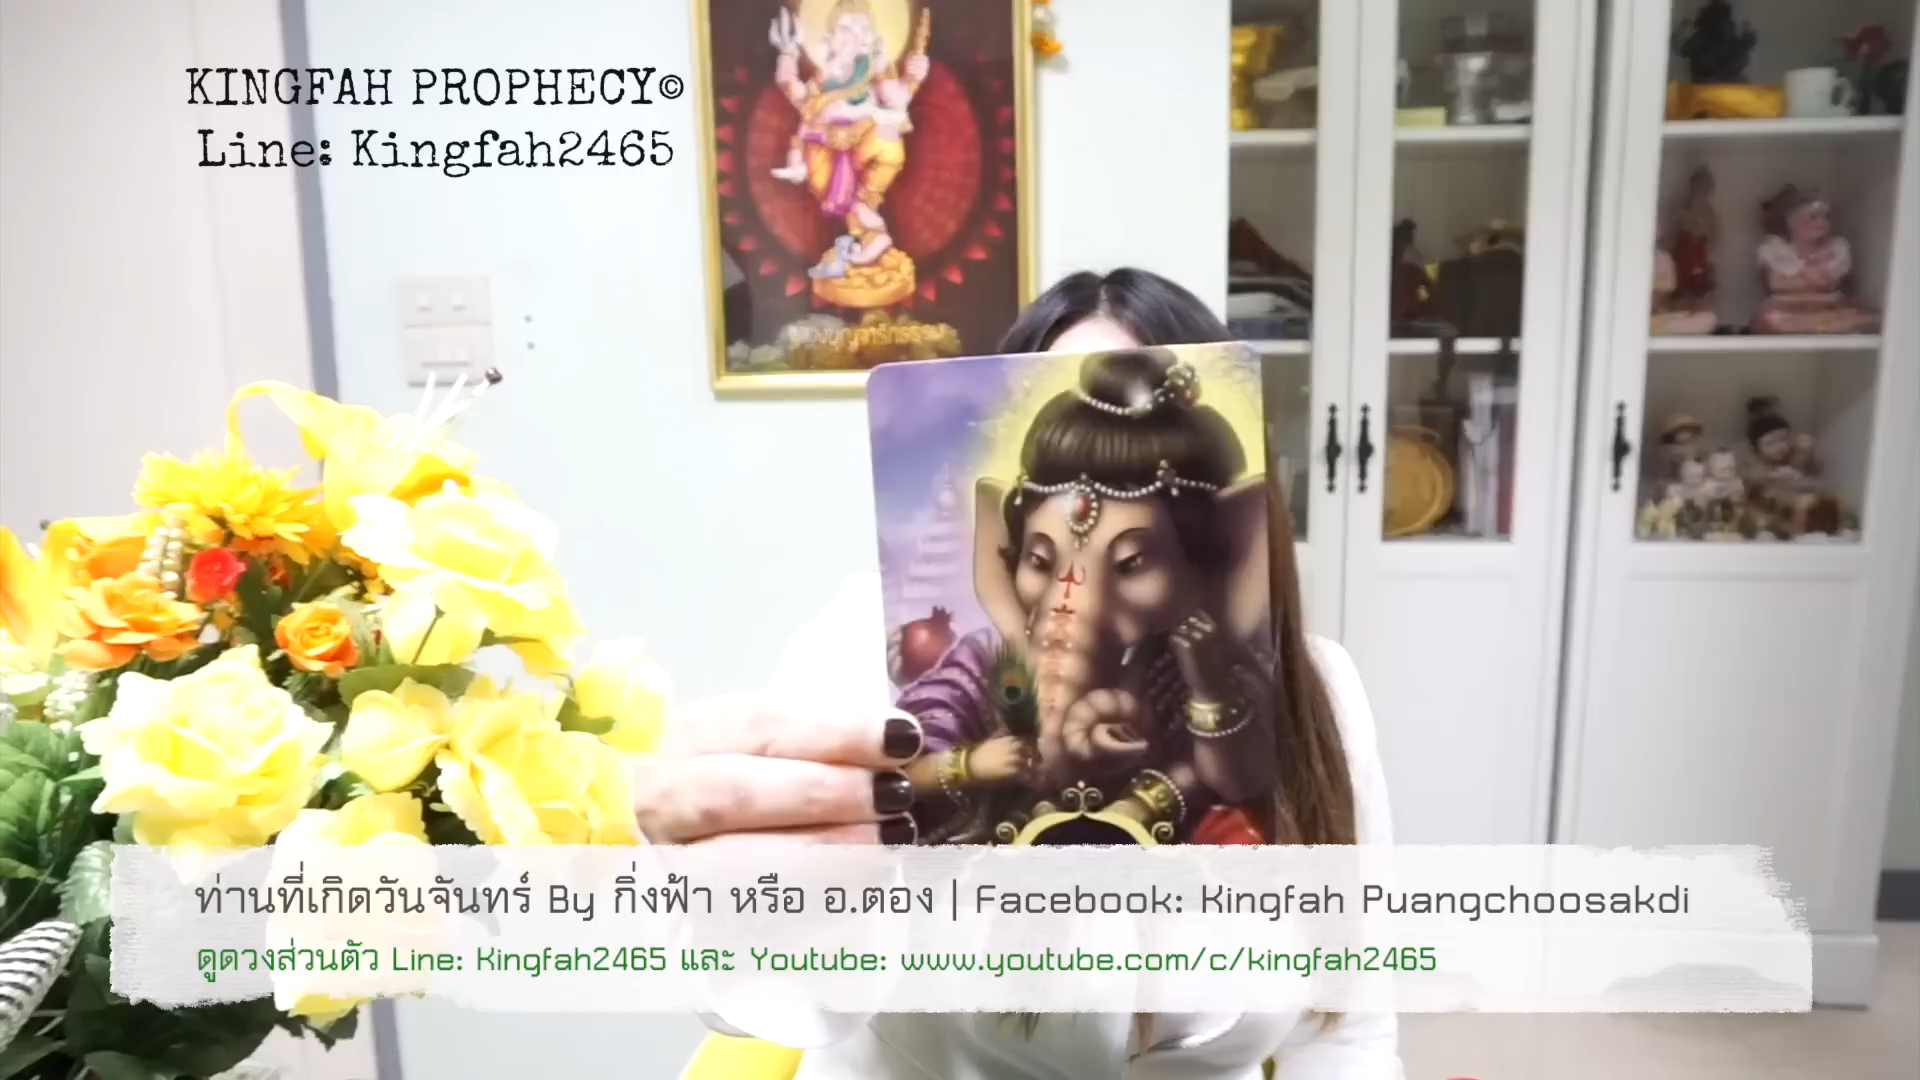 KINGFAH PROPHECY©
Line: Kingfah2465
ท่านที่เกิดวันจันทร์ By กิ่งฟ้า หรือ อ.ตอง | Facebook: Kingfah Puangchoosakdi
ดูดวงส่วนตัว Line: Kingfah2465 และ Youtube: www.youtube.com/c/kingfah2465